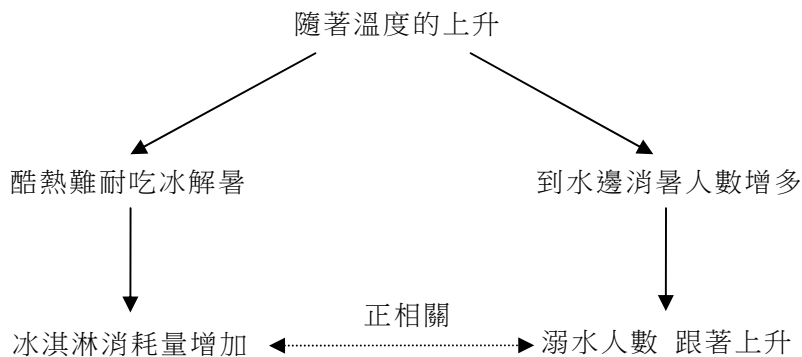 隨著溫度的上升
酷熱難耐吃冰解暑
到水邊消暑人數增多
正相關
冰淇淋消耗量增加
溺水人數 跟著上升